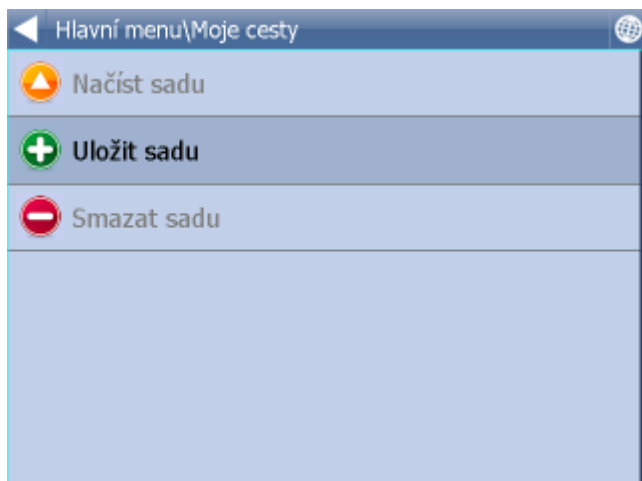 Hlavní menu\Moje cesty
Načíst sadu
Uložit sadu
Smazat sadu